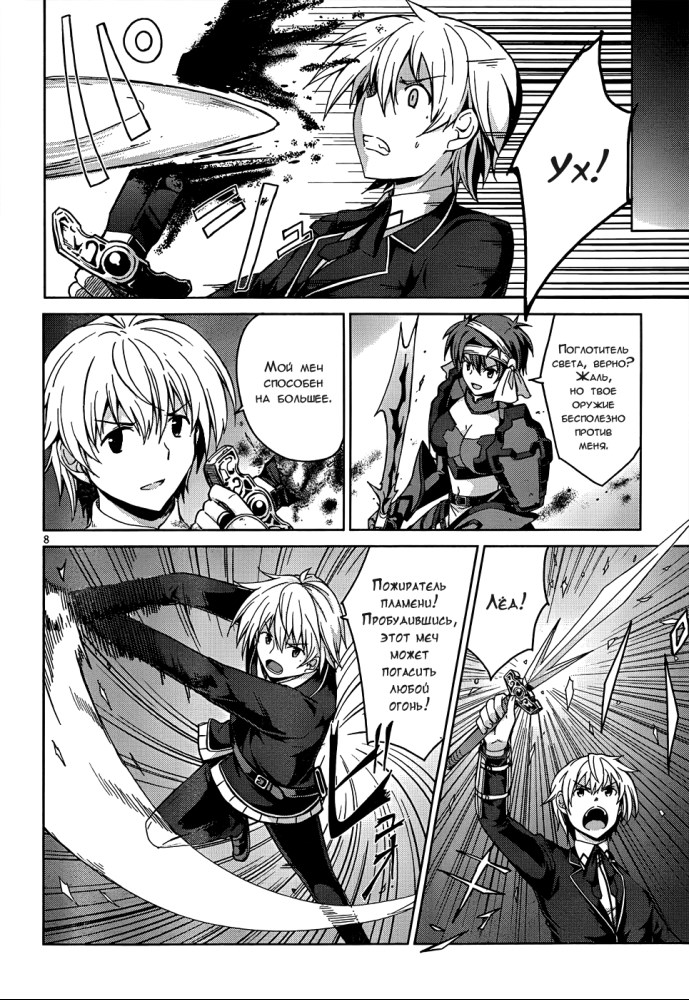 Ух!
Поглотитель
света, верно?
Жаль,
но твое
оружие
бесполезно
против
меня.
Мой меч
способен
на большее.
8
Лёд!
Пожиратель
пламени!
Пробудившись,
этот меч
может
погасить
любой
огонь!